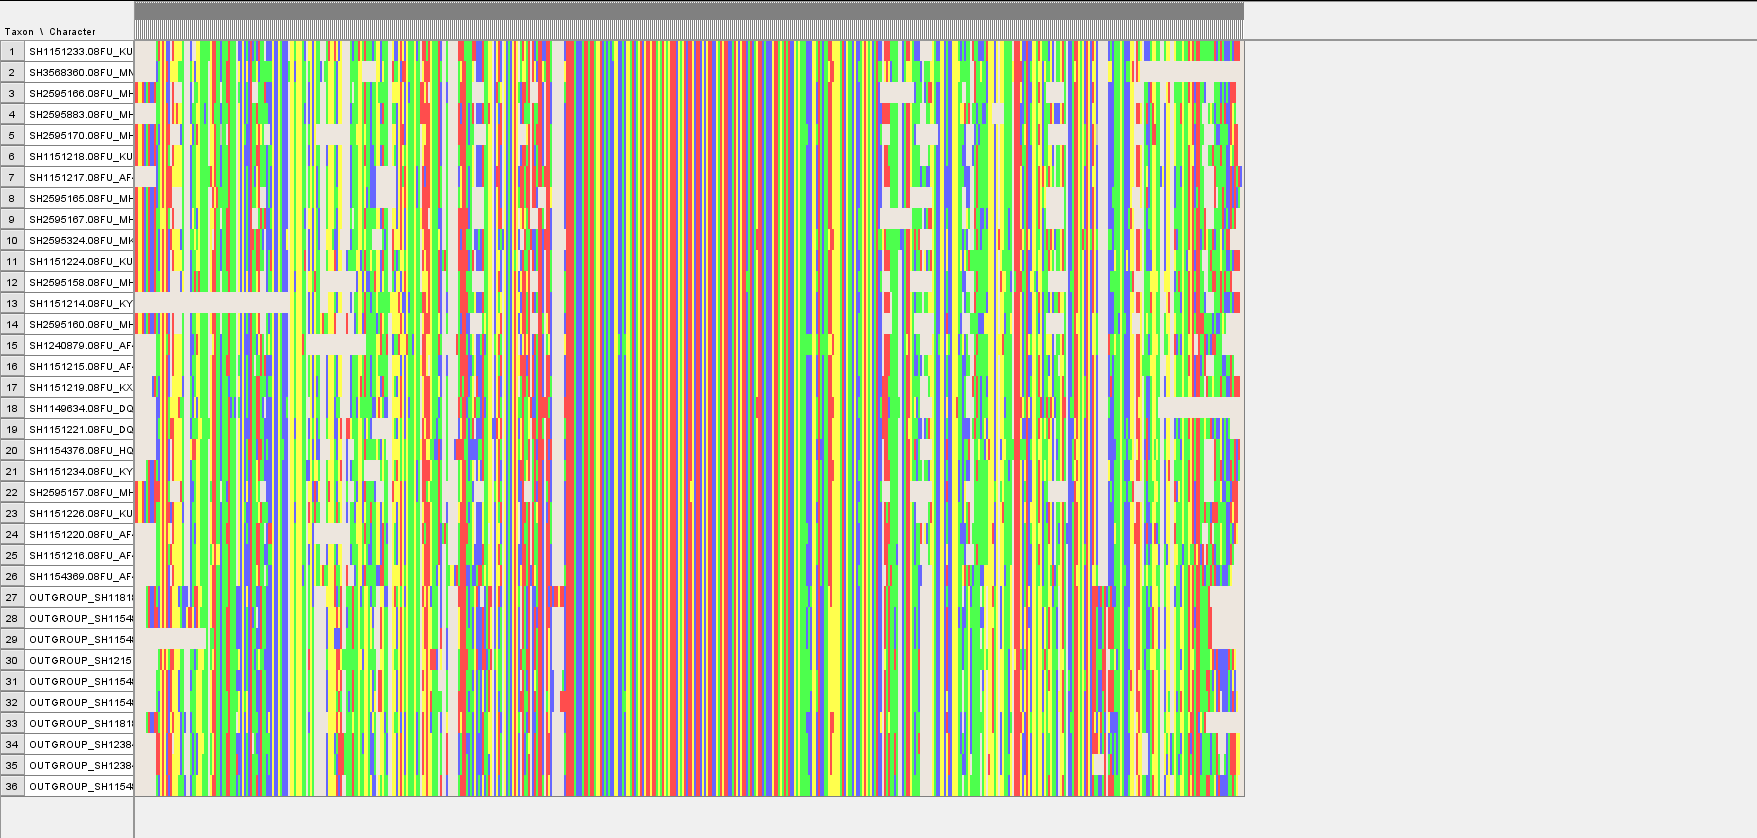 Taxon \ Character
1 SH1151233.08FU_KU
2 SH3568360.08FU_MN
3 SH2595166.08FU_MH
4 SH2595883.08FU_MH
5 SH2595170.08FU_MH
6 SH1151218.08FU_KU
7 SH1151217.08FU_AF
8 SH2595165.08FU_MH
9 SH2595167.08FU_MH
10 SH2595324.08FU_MK
11 SH1151224.08FU_KU
12 SH2595158.08FU_MH
13 SH1151214.08FU_KY
14 SH2595160.08FU_MH
15 SH1240879.08FU_AF
16 SH1151215.08FU_AF
17 SH1151219.08FU_KX
18 SH1149634.08FU_DQ
19 SH1151221.08FU_DQ
20 SH1154376.08FU_HQ
21 SH1151234.08FU_KY
22 SH2595157.08FU_MH
23 SH1151226.08FU_KU
24 SH1151220.08FU_AF
25 SH1151216.08FU_AF
26 SH1154369.08FU_AF
27 OUTGROUP_SH1181
28 OUTGROUP_SH1154
29 OUTGROUP_SH1154
30 OUTGROUP_SH1215
31 OUTGROUP_SH1154
32 OUTGROUP_SH1154
33 OUTGROUP_SH1181
34 OUTGROUP_SH1238
35 OUTGROUP_SH1238
36 OUTGROUP_SH1154